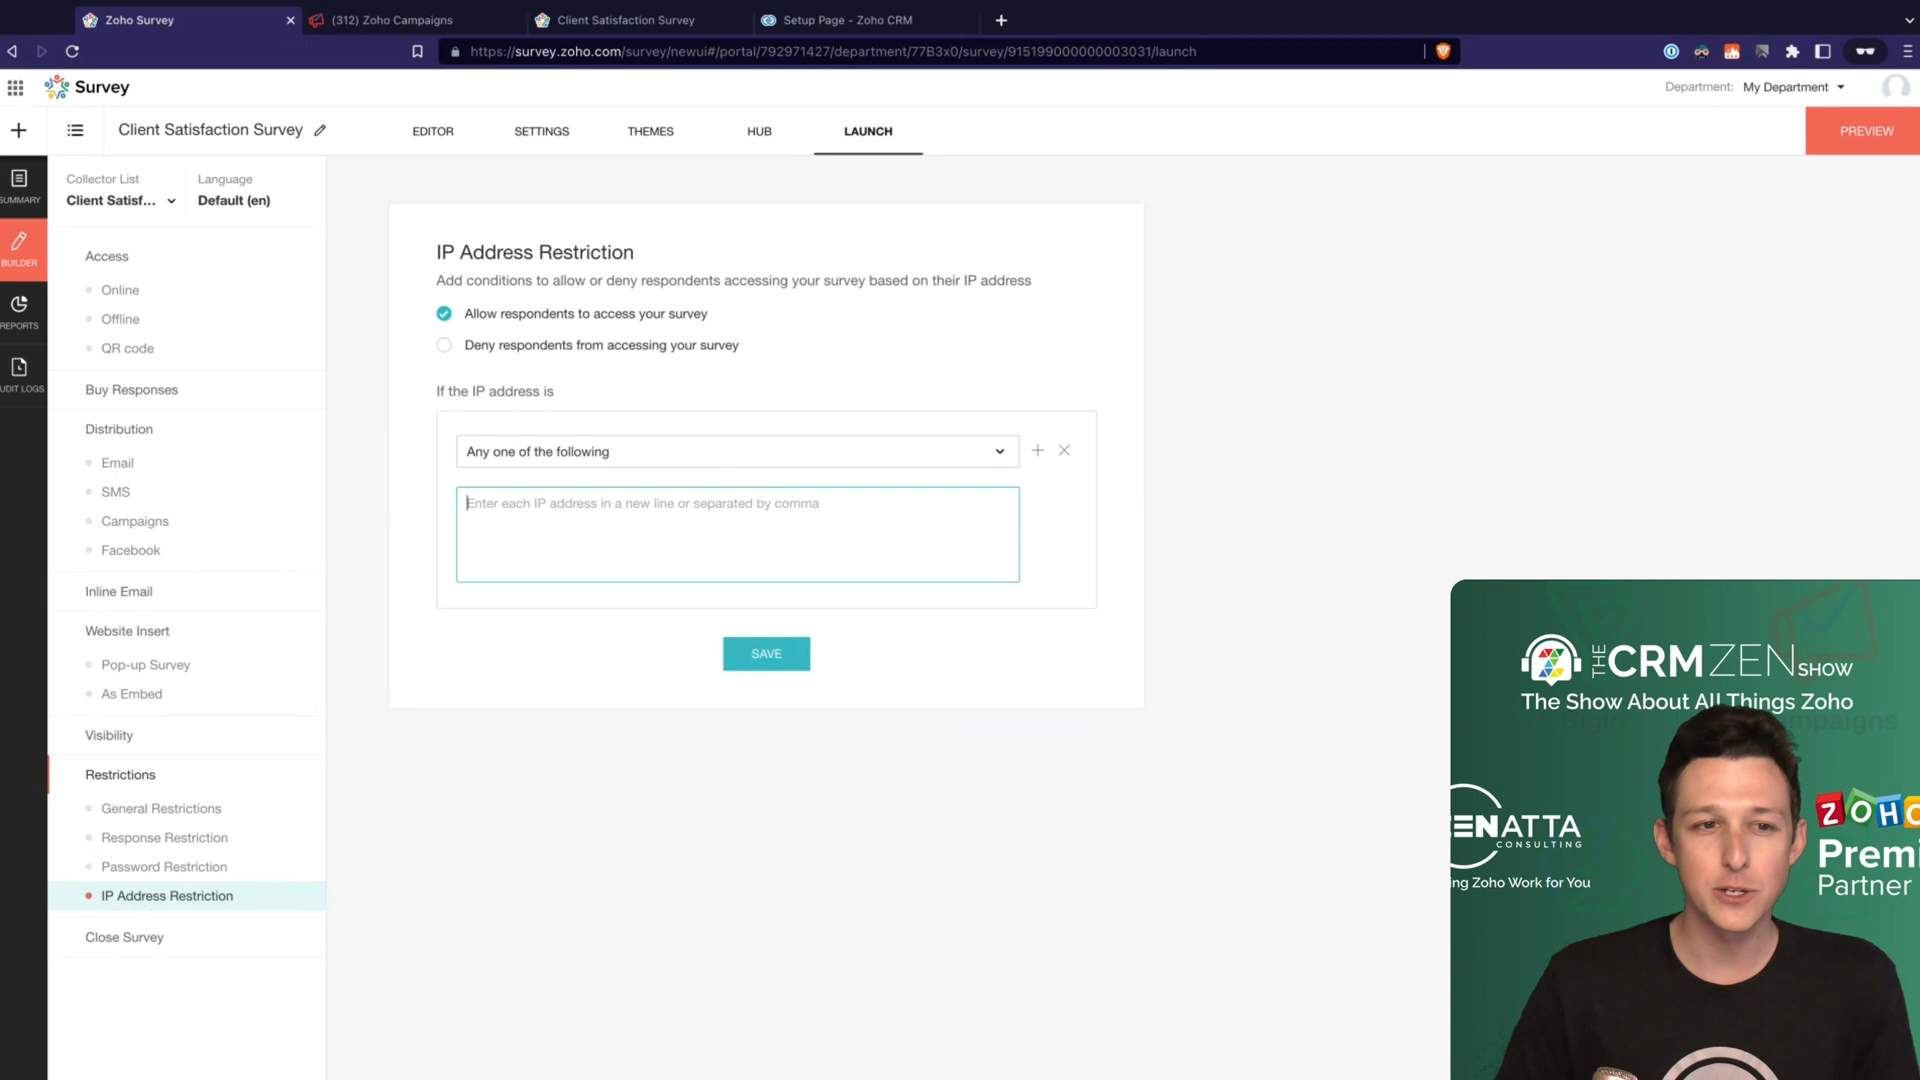 Zoho Survey
(312) Zoho Campaigns
Client Satisfaction Survey
Setup Page - Zoho CRM
https://survey.zoho.com/survey/newui#/portal/792971427/department/77B3x0/survey/915199000000003031/launch
Survey
Department: My Department
Client Satisfaction Survey
EDITOR
SETTINGS
THEMES
HUB
LAUNCH
PREVIEW
SUMMARY
BUILDER
REPORTS
UDIT LOGS
Collector List
Client Satisf...
Language
Default (en)
Access
Online
Offline
QR code
Buy Responses
Distribution
Email
SMS
Campaigns
Facebook
Inline Email
Website Insert
Pop-up Survey
As Embed
Visibility
Restrictions
General Restrictions
Response Restriction
Password Restriction
IP Address Restriction
Close Survey
IP Address Restriction
Add conditions to allow or deny respondents accessing your survey based on their IP address
Allow respondents to access your survey
Deny respondents from accessing your survey
If the IP address is
Any one of the following
Enter each IP address in a new line or separated by comma
SAVE
THE CRMZEN SHOW
The Show About All Things Zoho
Bigin
mpaigns
ENATTA
CONSULTING
ng Zoho Work for You
ZOHO
Premi
Partner